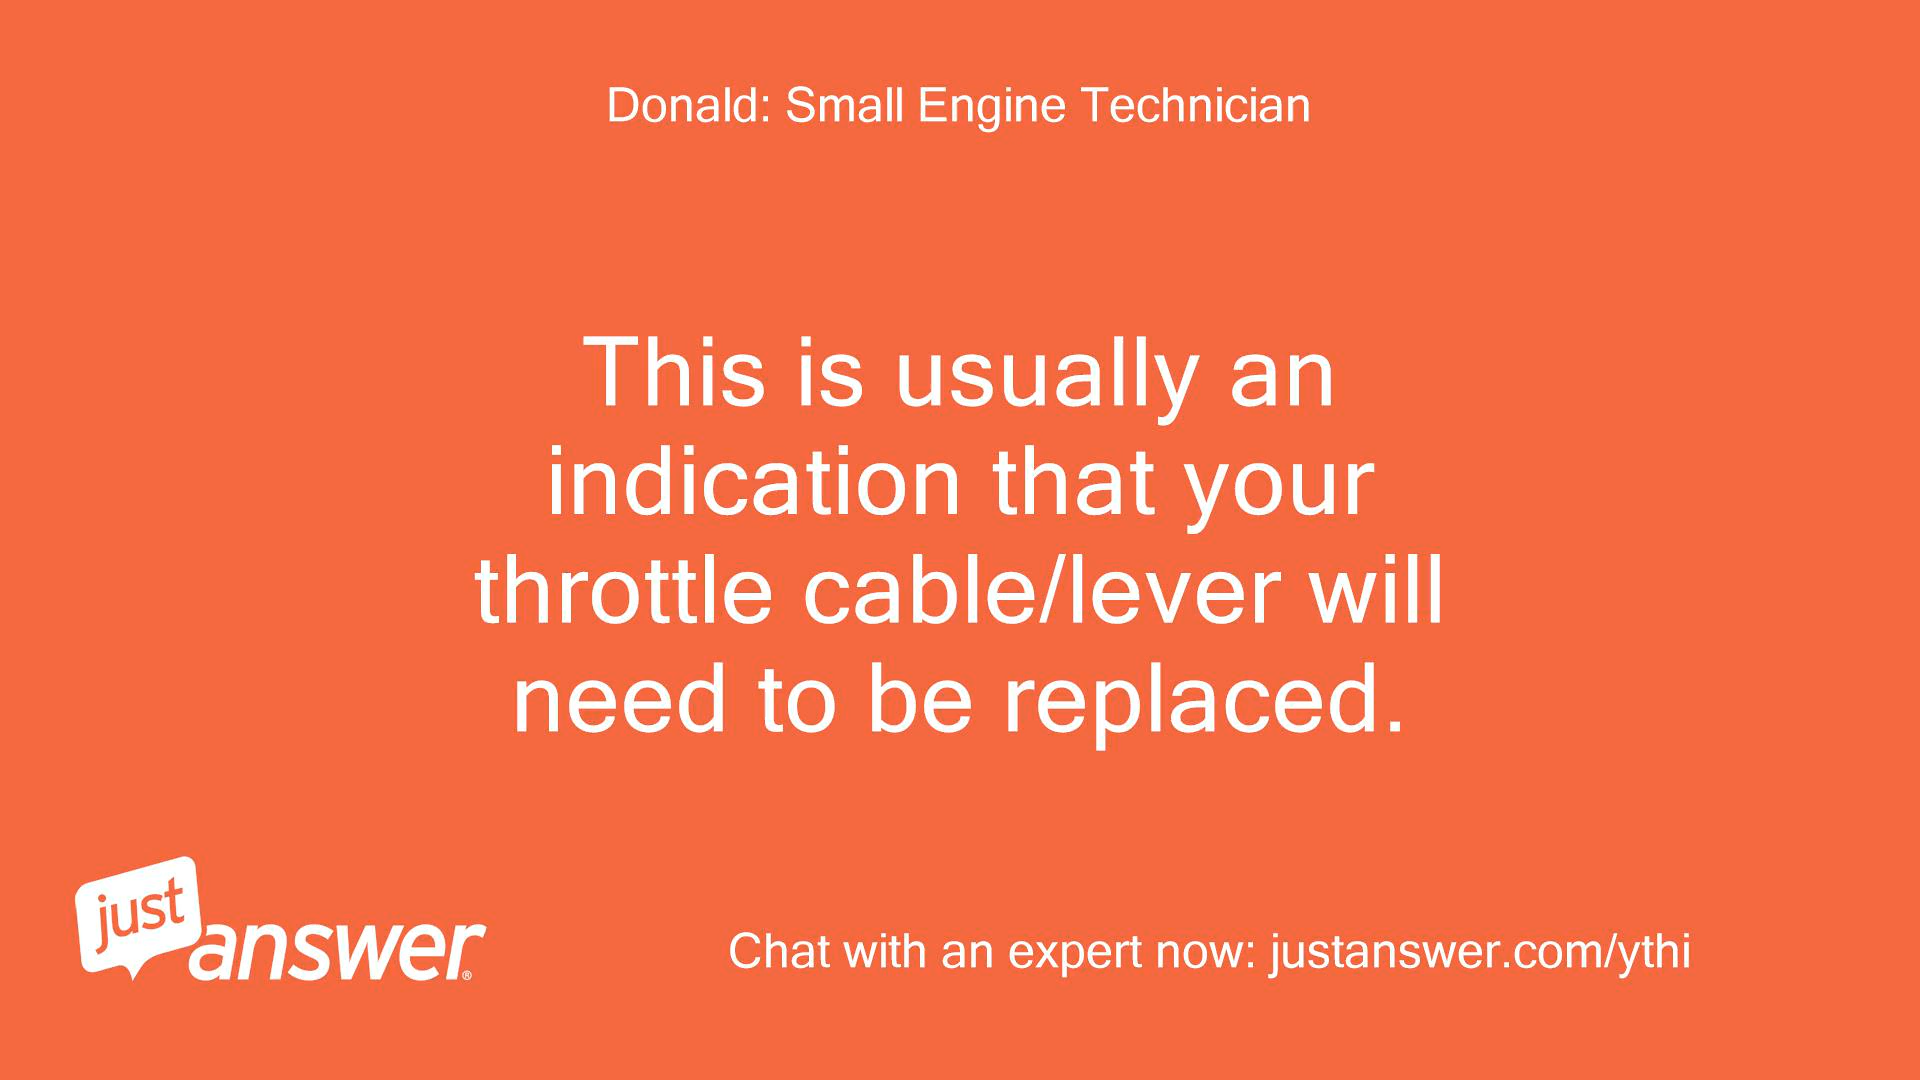 Donald: Small Engine Technician
This is usually an
indication that your
throttle cable/lever will
need to be replaced.
just
answer®
Chat with an expert now: justanswer.com/ythi